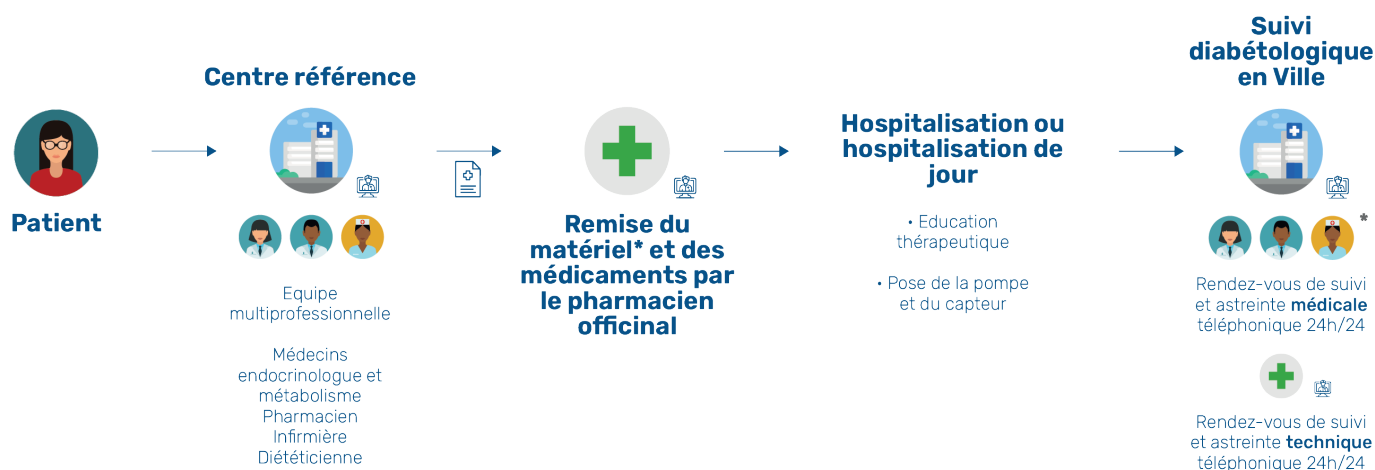 Patient
Centre référence
Equipe
multiprofessionnelle
Médecins
endocrinologue et
métabolisme
Pharmacien
Infirmière
Diététicienne
Remise du
matériel* et des
médicaments par
le pharmacien
officinal
Hospitalisation ou
hospitalisation de
jour
• Education
thérapeutique
• Pose de la pompe
et du capteur
Suivi
diabétologique
en Ville
*
Rendez-vous de suivi
et astreinte médicale
téléphonique 24h/24
Rendez-vous de suivi
et astreinte technique
téléphonique 24h/24